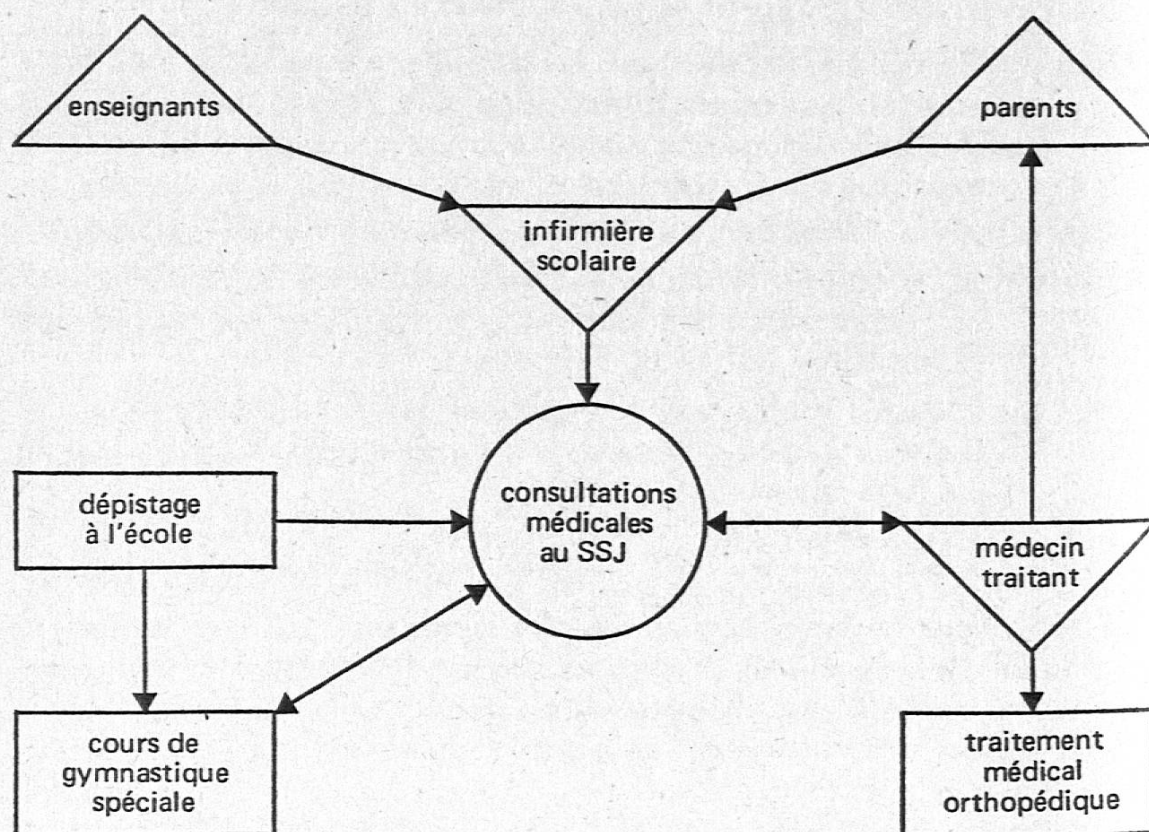 enseignants
parents
infirmière
scolaire
dépistage
à l'école
consultations
médicales
au SSJ
médecin
traitant
cours de
gymnastique
spéciale
traitement
médical
orthopédique